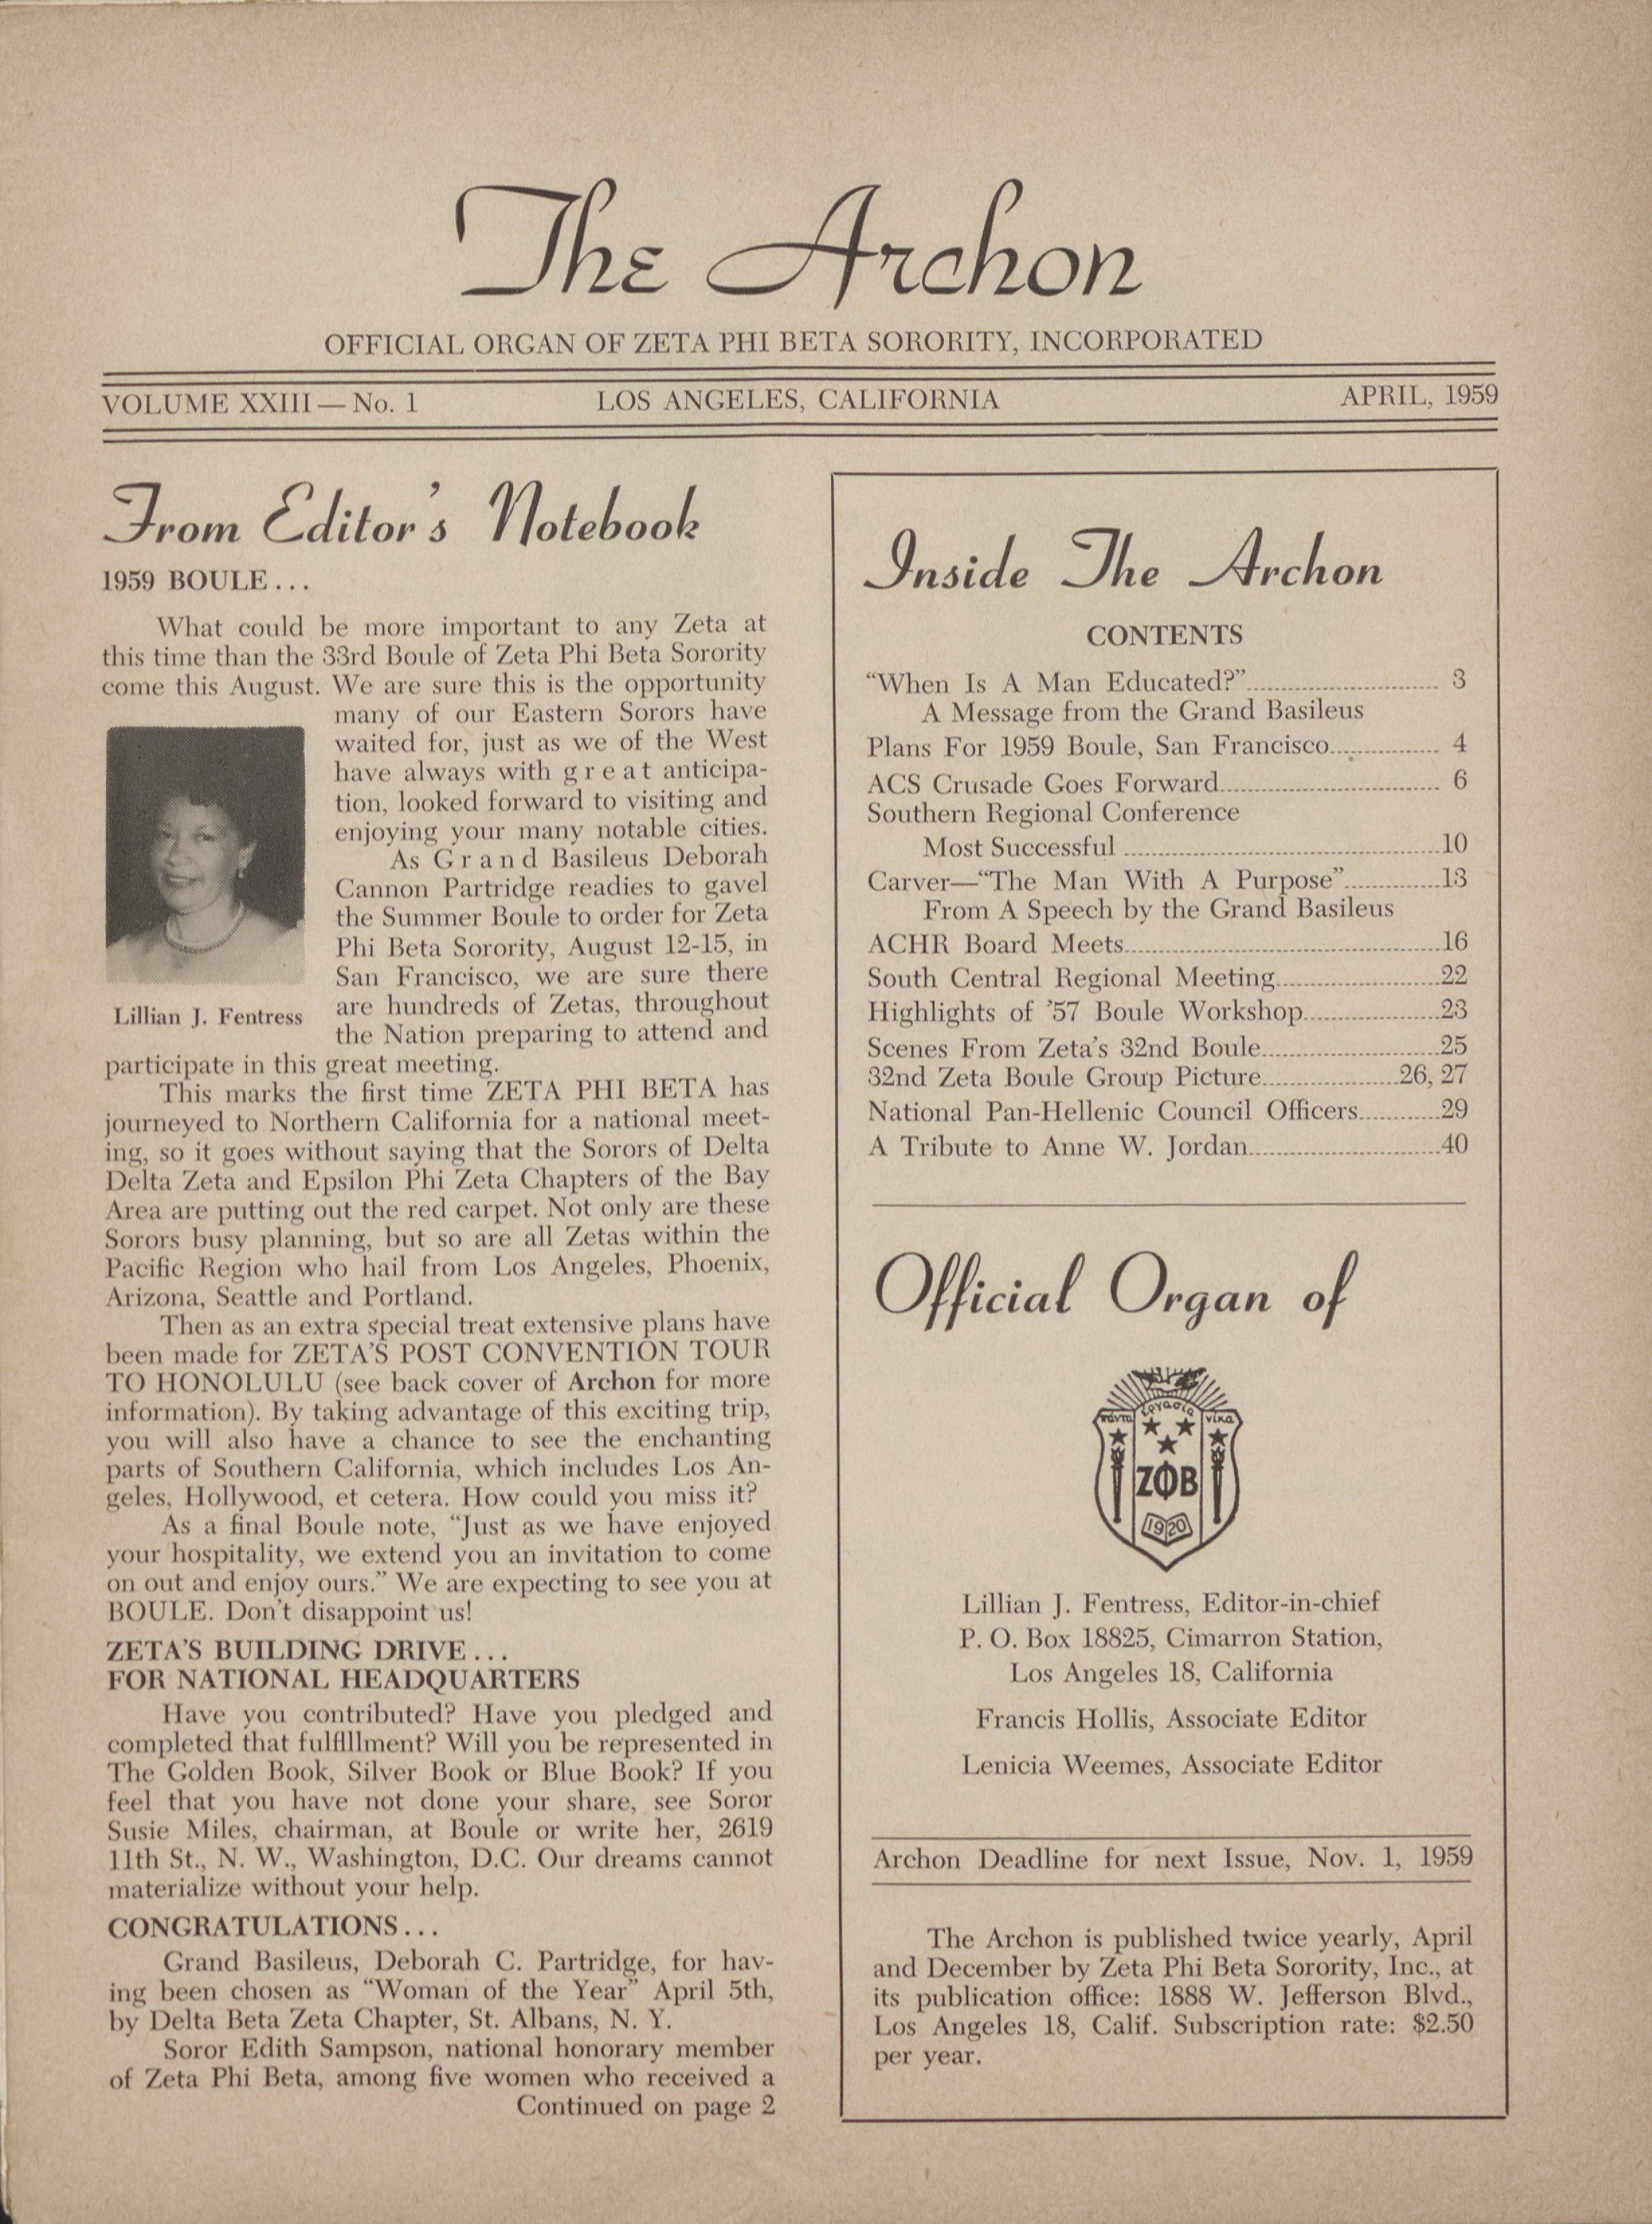 The Archon
OFFICIAL ORGAN OF ZETA PHI BETA SORORITY, INCORPORATED
VOLUME XXIII — No. 1 LOS ANGELES, CALIFORNIA APRIL, 1959
From Editor's Notebook
1959 BOULE...
What could be more important to any Zeta at
this time than the 33rd Boule of Zeta Phi Beta Sorority
come this August. We are sure this is the opportunity
many of our Eastern Sorors have
waited for, just as we of the West
have always with great anticipa-
tion, looked forward to visiting and
enjoying your many notable cities.
As Grand Basileus Deborah
Cannon Partridge readies to gavel
the Summer Boule to order for Zeta
Phi Beta Sorority, August 12-15, in
San Francisco, we are sure there
are hundreds of Zetas, throughout
the Nation preparing to attend and
Lillian J. Fentress
participate in this great meeting.
This marks the first time ZETA PHI BETA has
journeyed to Northern California for a national meet-
ing, so it goes without saying that the Sorors of Delta
Delta Zeta and Epsilon Phi Zeta Chapters of the Bay
Area are putting out the red carpet. Not only are these
Sorors busy planning, but so are all Zetas within the
Pacific Region who hail from Los Angeles, Phoenix,
Arizona, Seattle and Portland.
Then as an extra special treat extensive plans have
been made for ZETA'S POST CONVENTION TOUR
TO HONOLULU (see back cover of Archon for more
information). By taking advantage of this exciting trip,
you will also have a chance to see the enchanting
parts of Southern California, which includes Los An-
geles, Hollywood, et cetera. How could you miss it?
As a final Boule note, "Just as we have enjoyed
your hospitality, we extend you an invitation to come
on out and enjoy ours." We are expecting to see you at
BOULE. Don't disappoint us!
ZETA'S BUILDING DRIVE...
FOR NATIONAL HEADQUARTERS
Have you contributed? Have you pledged and
completed that fulflllment? Will you be represented in
The Golden Book, Silver Book or Blue Book? If you
feel that you have not done your share, see Soror
Susie Miles, chairman, at Boule or write her, 2619
11th St., N. W., Washington, D.C. Our dreams cannot
materialize without your help.
CONGRATULATIONS...
Grand Basileus, Deborah C. Partridge, for hav-
ing been chosen as "Woman of the Year" April 5th,
by Delta Beta Zeta Chapter, St. Albans, N. Y.
Soror Edith Sampson, national honorary member
of Zeta Phi Beta, among five women who received a
Continued on page 2
Inside The Archon
CONTENTS
"When Is A Man Educated?" 3
A Message from the Grand Basileus
Plans For 1959 Boule, San Francisco 4
ACS Crusade Goes Forward 6
Southern Regional Conference
Most Successful 10
Carver—"The Man With A Purpose" 13
From A Speech by the Grand Basileus
ACHR Board Meets 16
South Central Regional Meeting 22
Highlights of '57 Boule Workshop 23
Scenes From Zeta's 32nd Boule 25
32nd Zeta Boule Group Picture 26, 27
National Pan-Hellenic Council Officers 29
A Tribute to Anne W. Jordan 40
Official Organ of
ΖΦΒ
1920
Lillian J. Fentress, Editor-in-chief
P. O. Box 18825, Cimarron Station,
Los Angeles 18, California
Francis Hollis, Associate Editor
Lenicia Weemes, Associate Editor
Archon Deadline for next Issue, Nov. 1, 1959
The Archon is published twice yearly, April
and December by Zeta Phi Beta Sorority, Inc., at
its publication office: 1888 W. Jefferson Blvd.,
Los Angeles 18, Calif. Subscription rate: $2.50
per year.